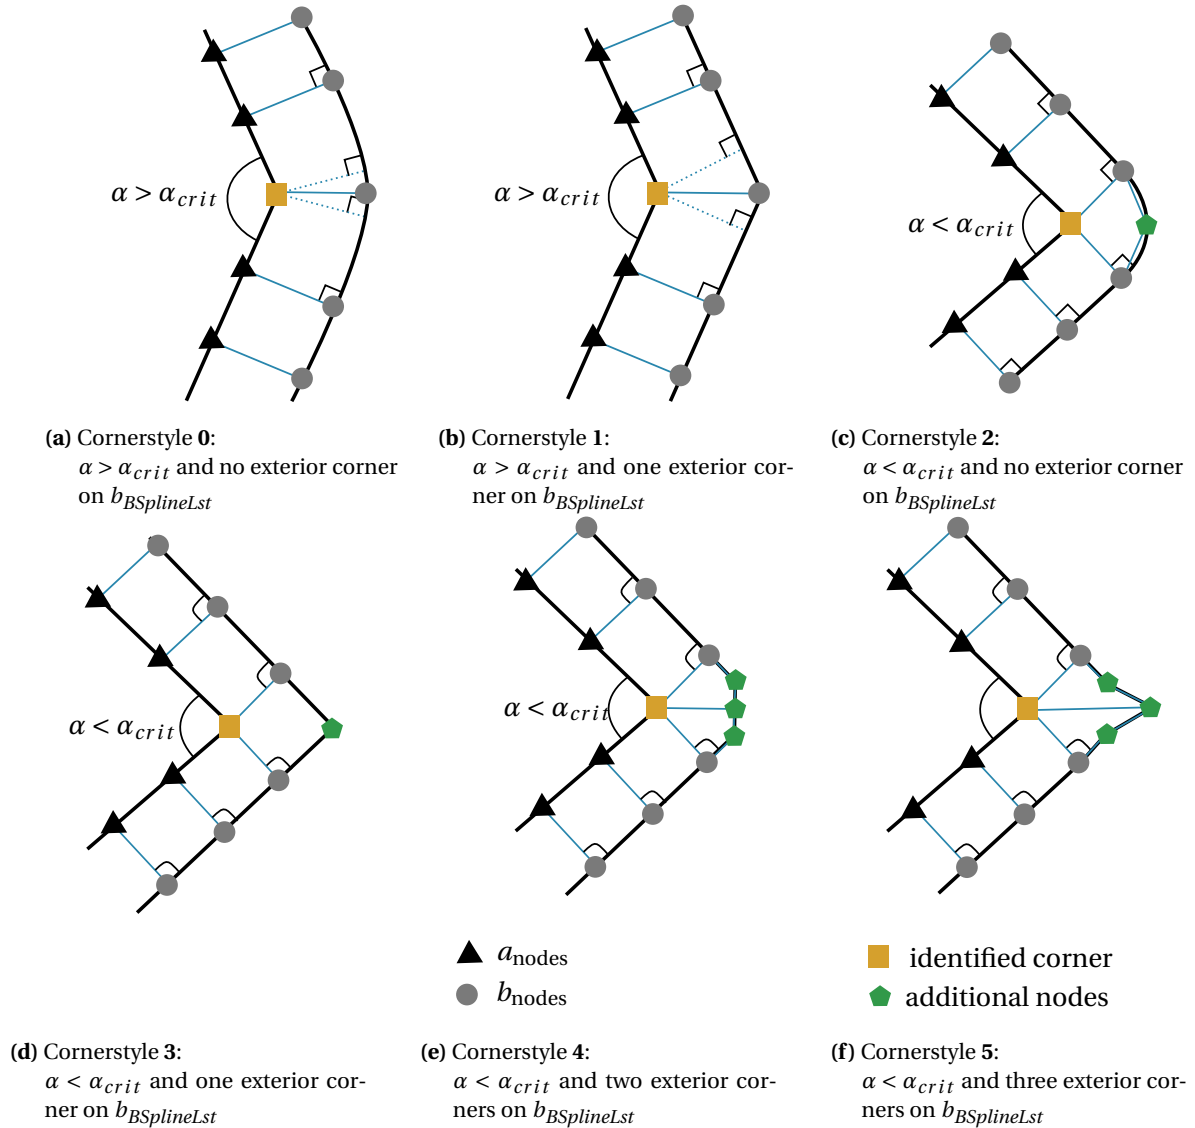 α > α_crit
α > α_crit
α < α_crit
(a) Cornerstyle 0:
α > α_crit and no exterior corner
on b_BSplineLst
(b) Cornerstyle 1:
α > α_crit and one exterior cor-
ner on b_BSplineLst
(c) Cornerstyle 2:
α < α_crit and no exterior corner
on b_BSplineLst
α < α_crit
α < α_crit
a_nodes
b_nodes
identified corner
additional nodes
(d) Cornerstyle 3:
α < α_crit and one exterior cor-
ner on b_BSplineLst
(e) Cornerstyle 4:
α < α_crit and two exterior cor-
ners on b_BSplineLst
(f) Cornerstyle 5:
α < α_crit and three exterior cor-
ners on b_BSplineLst